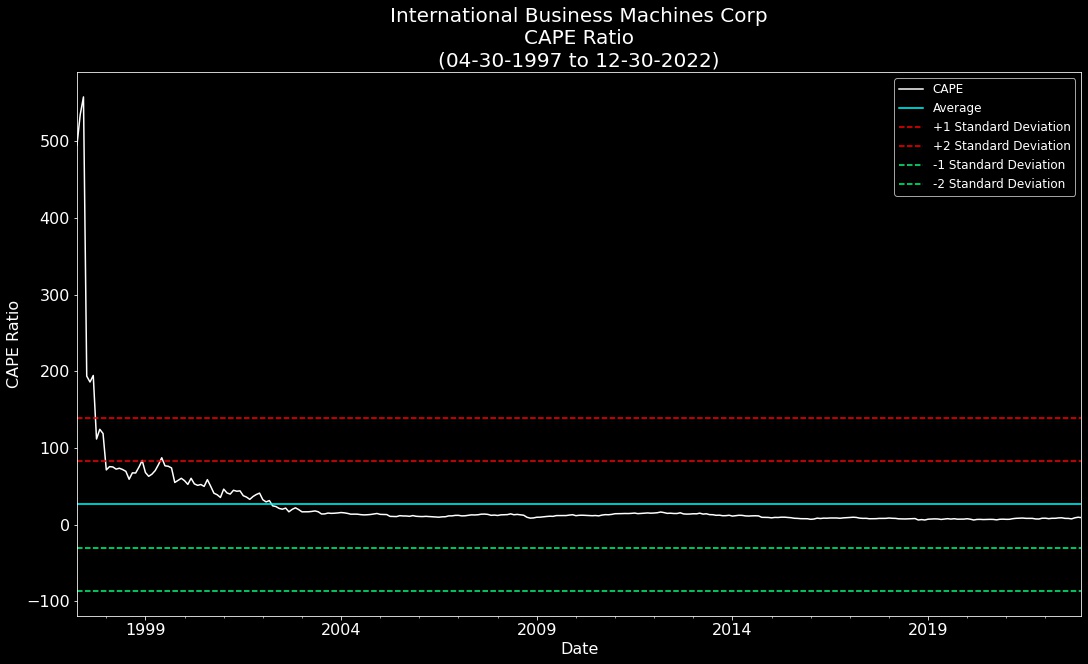 International Business Machines Corp
CAPE Ratio
(04-30-1997 to 12-30-2022)
CAPE
Average
+1 Standard Deviation
+2 Standard Deviation
-1 Standard Deviation
-2 Standard Deviation
CAPE Ratio
500
400
300
200
100
0
−100
1999
2004
2009
2014
2019
Date